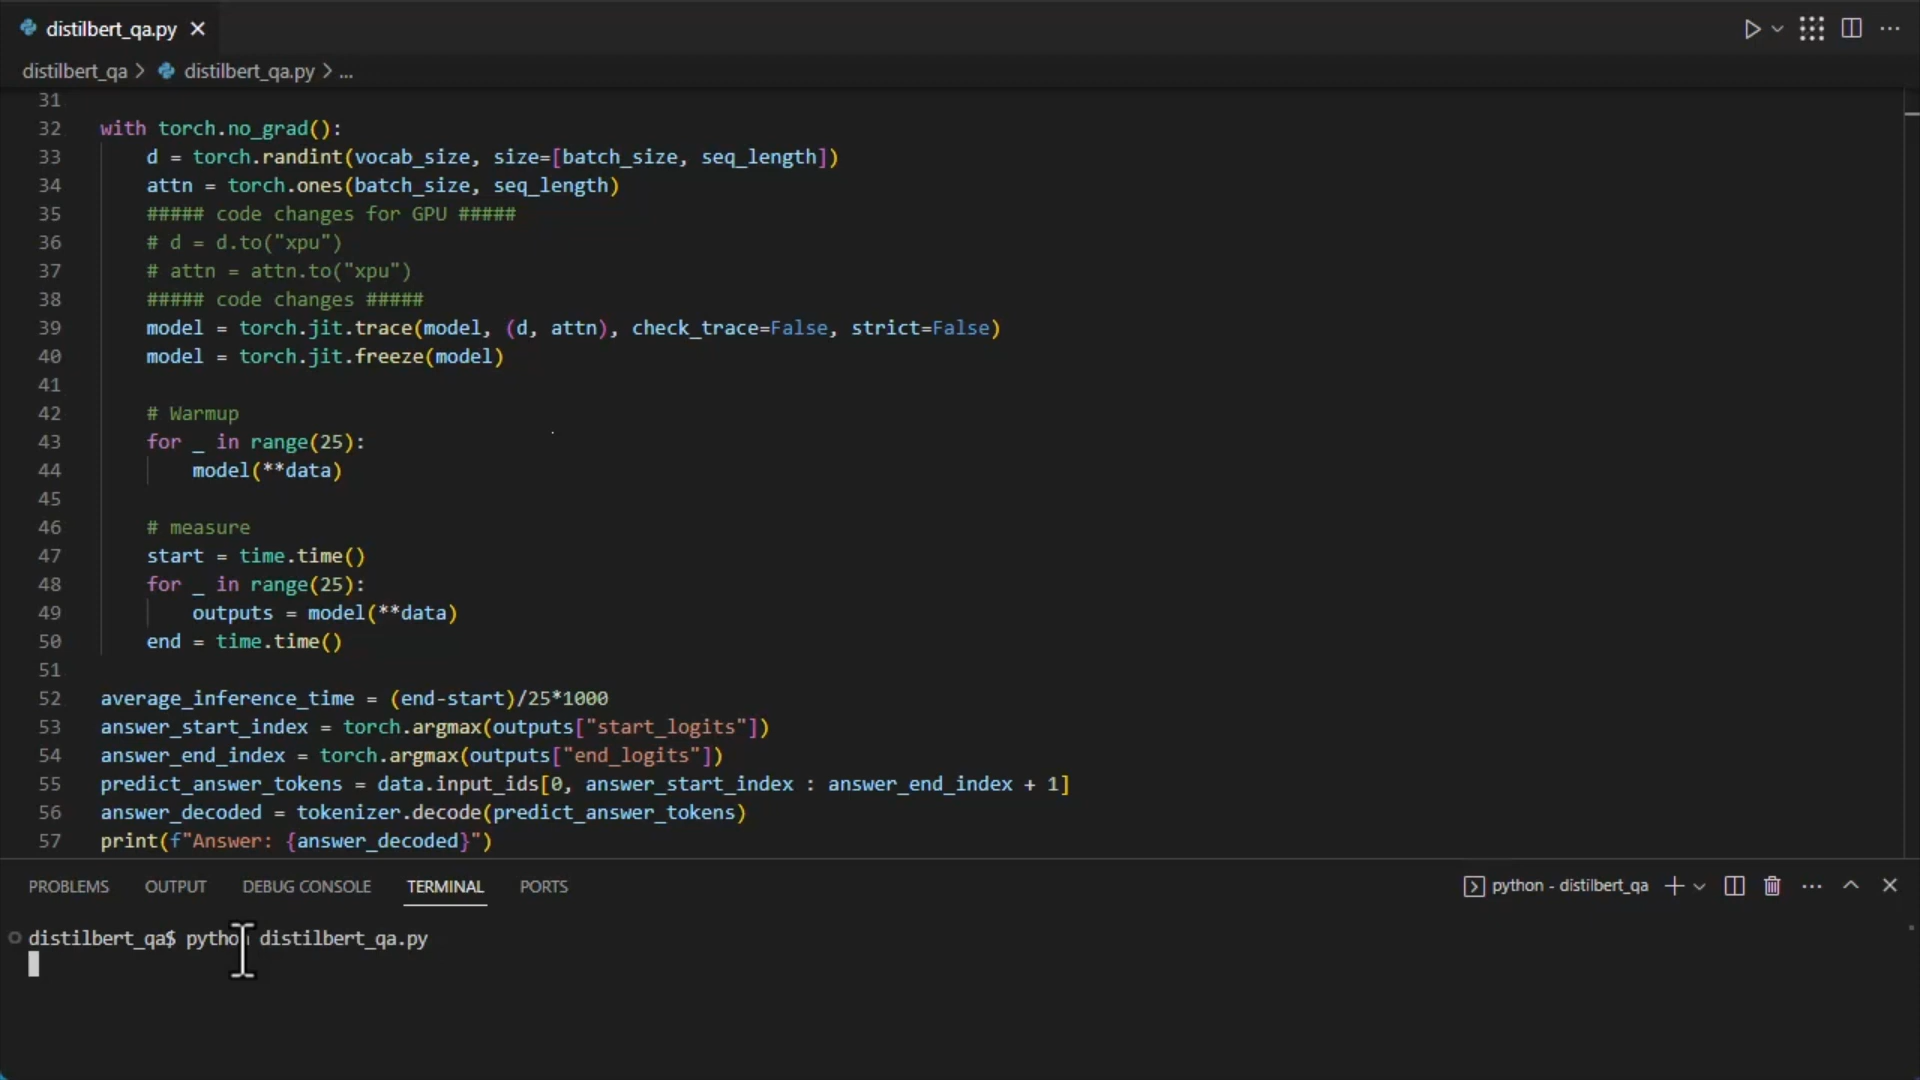 distilbert_qa.py
distilbert_qa > distilbert_qa.py > ...
31
32 with torch.no_grad():
33     d = torch.randint(vocab_size, size=[batch_size, seq_length])
34     attn = torch.ones(batch_size, seq_length)
35     ##### code changes for GPU #####
36     # d = d.to("xpu")
37     # attn = attn.to("xpu")
38     ##### code changes #####
39     model = torch.jit.trace(model, (d, attn), check_trace=False, strict=False)
40     model = torch.jit.freeze(model)
41
42     # Warmup
43     for _ in range(25):
44         model(**data)
45
46     # measure
47     start = time.time()
48     for _ in range(25):
49         outputs = model(**data)
50     end = time.time()
51
52 average_inference_time = (end-start)/25*1000
53 answer_start_index = torch.argmax(outputs["start_logits"])
54 answer_end_index = torch.argmax(outputs["end_logits"])
55 predict_answer_tokens = data.input_ids[0, answer_start_index : answer_end_index + 1]
56 answer_decoded = tokenizer.decode(predict_answer_tokens)
57 print(f"Answer: {answer_decoded}")
PROBLEMS OUTPUT DEBUG CONSOLE TERMINAL PORTS python - distilbert_qa
distilbert_qa$ python distilbert_qa.py